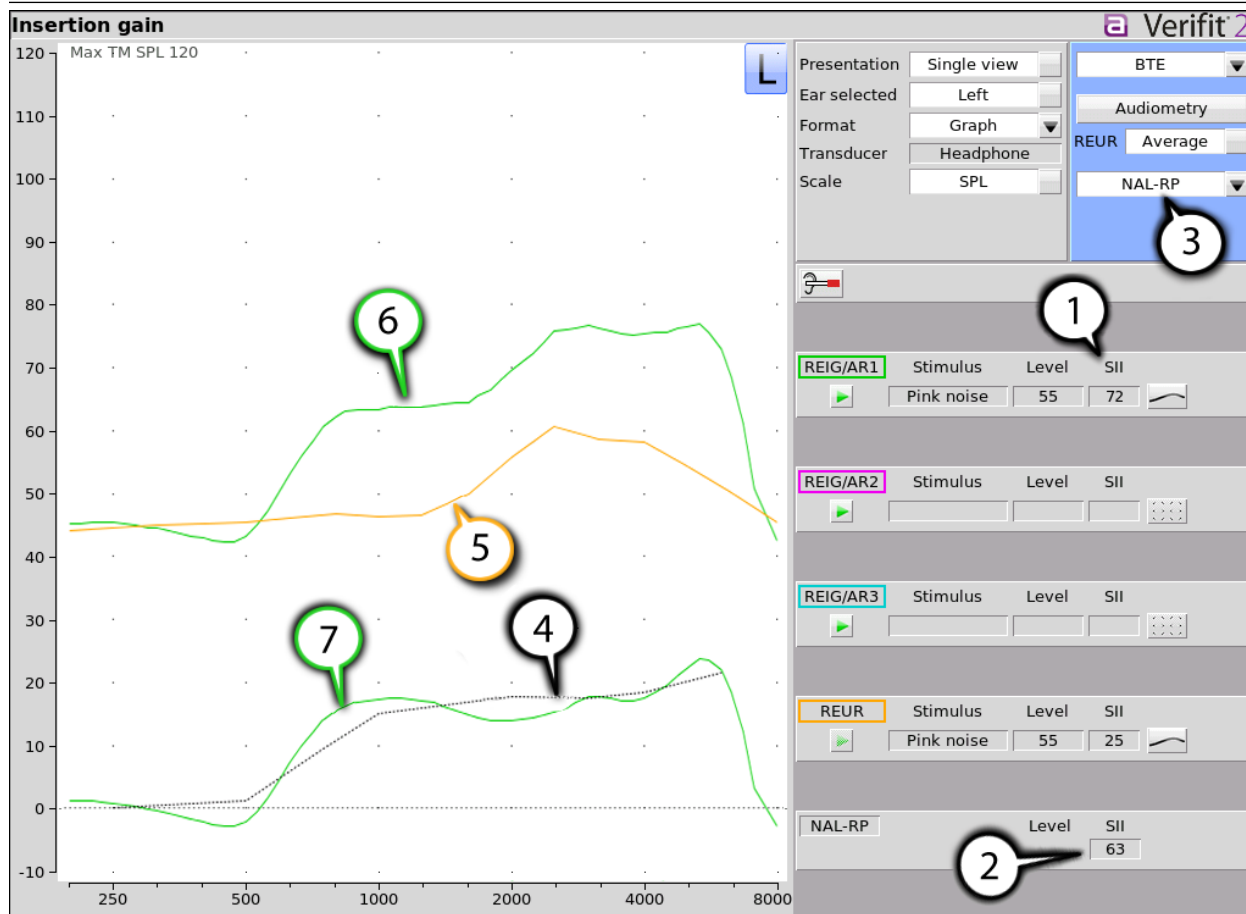 Insertion gain
a Verifit 2
Max TM SPL 120
L
120
110
100
90
80
70
60
50
40
30
20
10
0
-10
250 500 1000 2000 4000 8000
6
5
7
4
Presentation Single view
Ear selected Left
Format Graph
Transducer Headphone
Scale SPL
BTE
Audiometry
REUR Average
NAL-RP
3
1
REIG/AR1 Stimulus Level SII
Pink noise 55 72
REIG/AR2 Stimulus Level SII
REIG/AR3 Stimulus Level SII
REUR Stimulus Level SII
Pink noise 55 25
NAL-RP Level SII
63
2